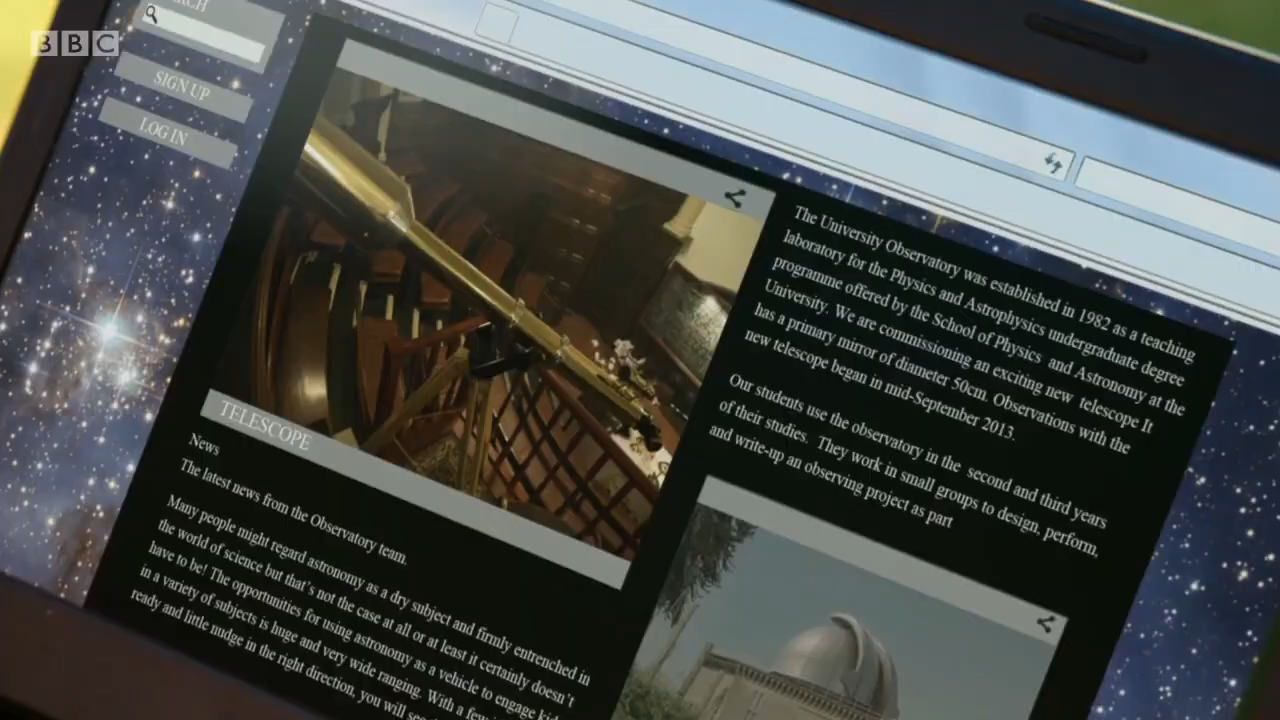 BBC
RCH
SIGN UP
LOG IN
TELESCOPE
News
The latest news from the Observatory team.
Many people might regard astronomy as a dry subject and firmly entrenched in
the world of science but that's not the case at all or at least it certainly doesn't
have to be! The opportunities for using astronomy as a vehicle to engage
in a variety of subjects is huge and very wide ranging. With a
ready and little nudge in the right direction, you will
The University Observatory was established in 1982 as a teaching
laboratory for the Physics and Astrophysics undergraduate degree
programme offered by the School of Physics and Astronomy at the
University. We are commissioning an exciting new telescope It
has a primary mirror of diameter 50cm. Observations with the
new telescope began in mid-September 2013.
Our students use the observatory in the second and third years
of their studies. They work in small groups to design, perform,
and write-up an observing project as part